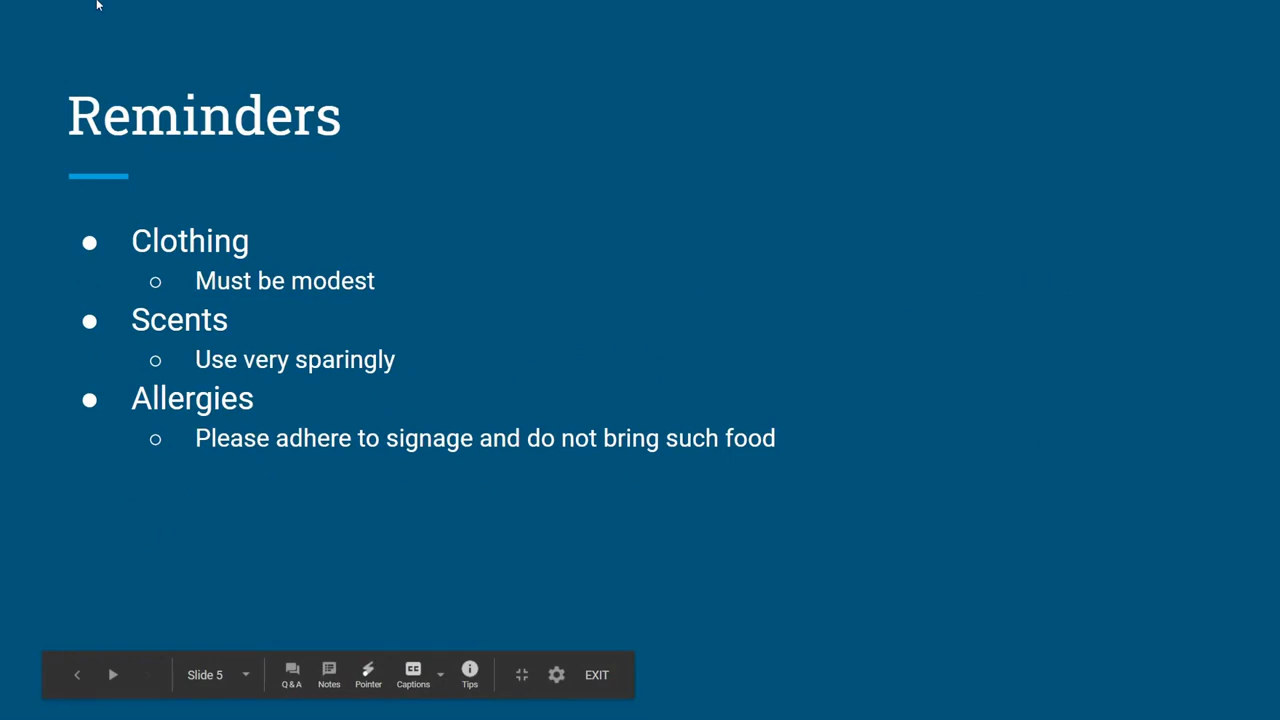 Reminders
● Clothing
○ Must be modest
● Scents
○ Use very sparingly
● Allergies
○ Please adhere to signage and do not bring such food
Slide 5
Q & A
Notes
Pointer
CC
Captions
Tips
EXIT